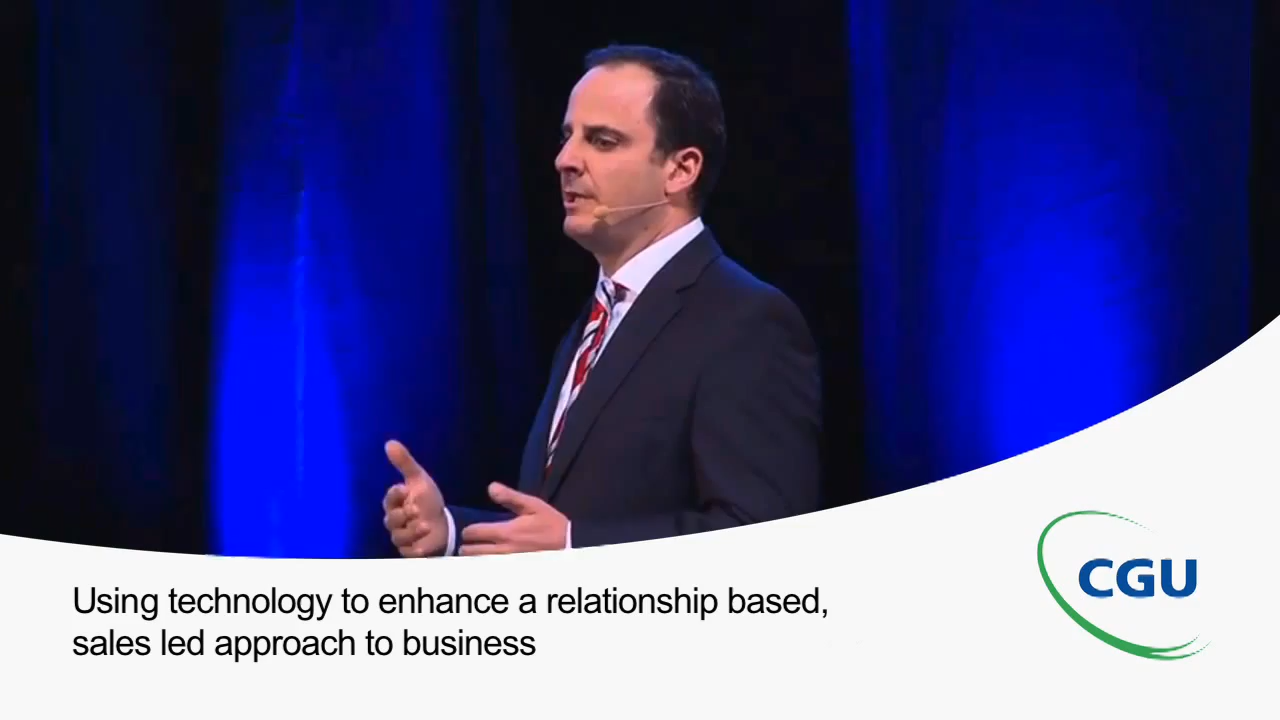 Using technology to enhance a relationship based,
sales led approach to business
CGU